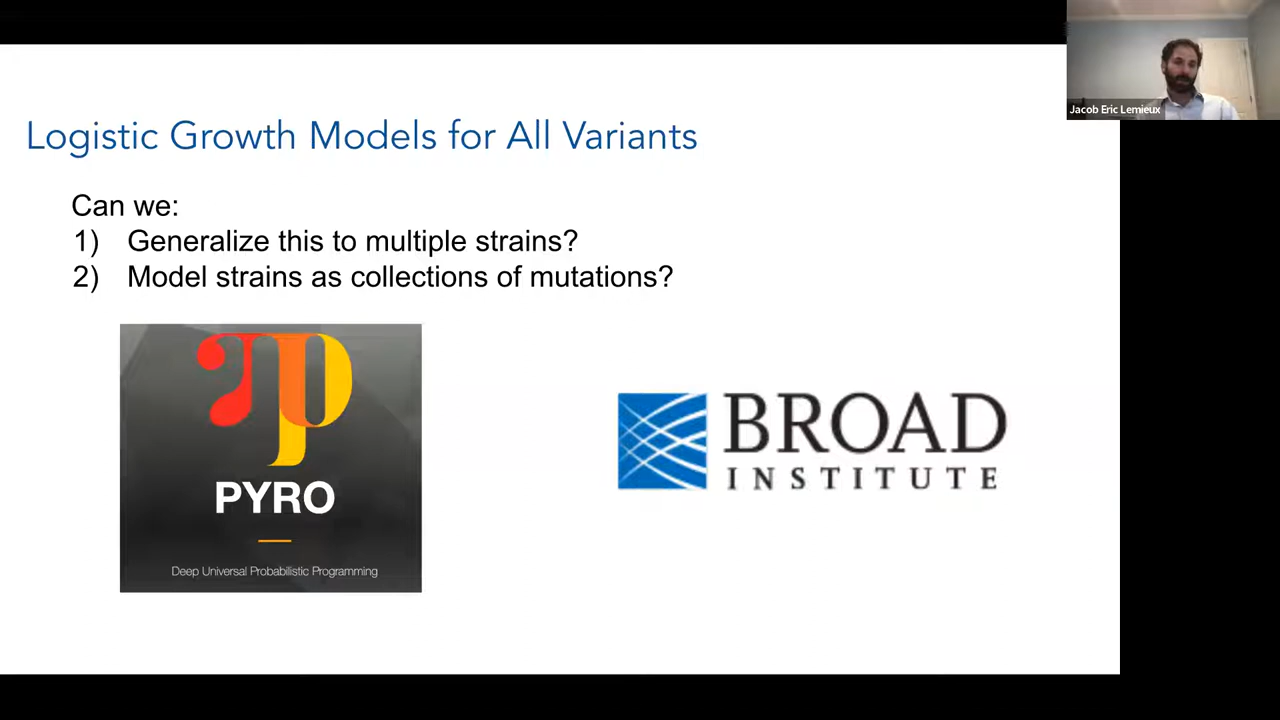 Jacob Eric Lemieux
Logistic Growth Models for All Variants
Can we:
1) Generalize this to multiple strains?
2) Model strains as collections of mutations?
PYRO
Deep Universal Probabilistic Programming
BROAD
INSTITUTE